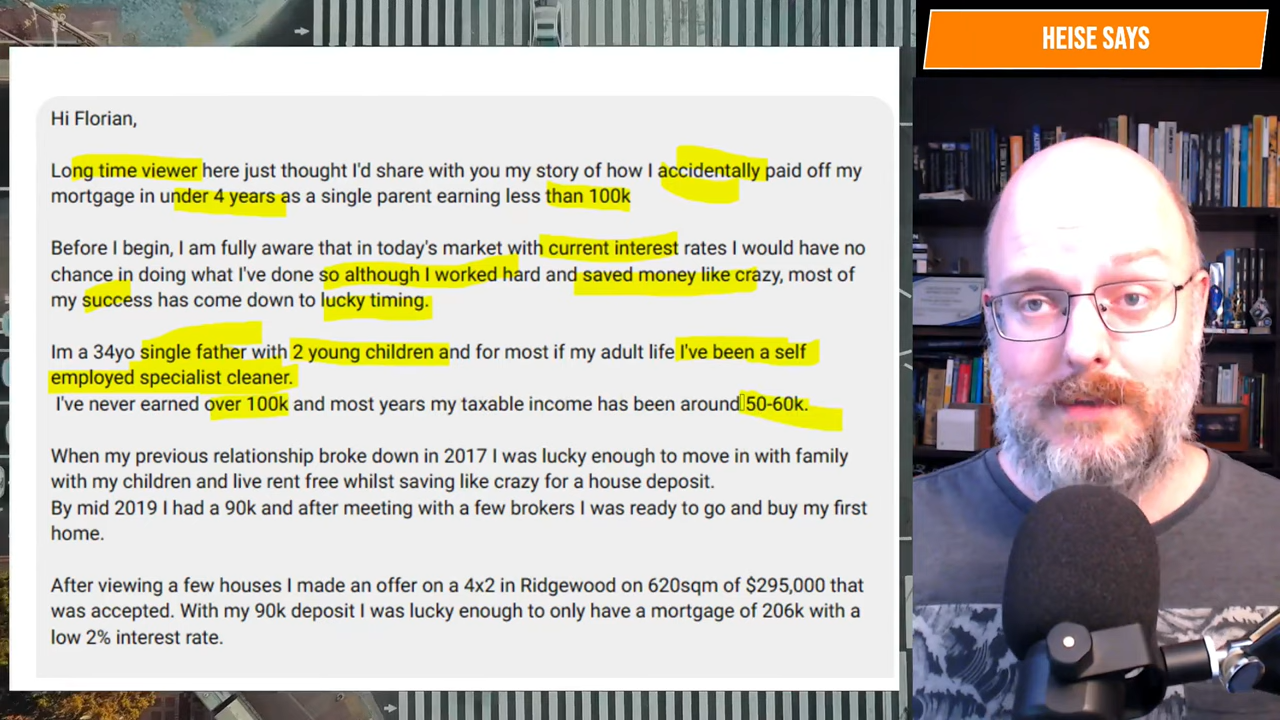 HEISE SAYS
Hi Florian,
Long time viewer here just thought I'd share with you my story of how I accidentally paid off my
mortgage in under 4 years as a single parent earning less than 100k
Before I begin, I am fully aware that in today's market with current interest rates I would have no
chance in doing what I've done so although I worked hard and saved money like crazy, most of
my success has come down to lucky timing.
Im a 34yo single father with 2 young children and for most if my adult life I've been a self
employed specialist cleaner.
I've never earned over 100k and most years my taxable income has been around 50-60k.
When my previous relationship broke down in 2017 I was lucky enough to move in with family
with my children and live rent free whilst saving like crazy for a house deposit.
By mid 2019 I had a 90k and after meeting with a few brokers I was ready to go and buy my first
home.
After viewing a few houses I made an offer on a 4x2 in Ridgewood on 620sqm of $295,000 that
was accepted. With my 90k deposit I was lucky enough to only have a mortgage of 206k with a
low 2% interest rate.